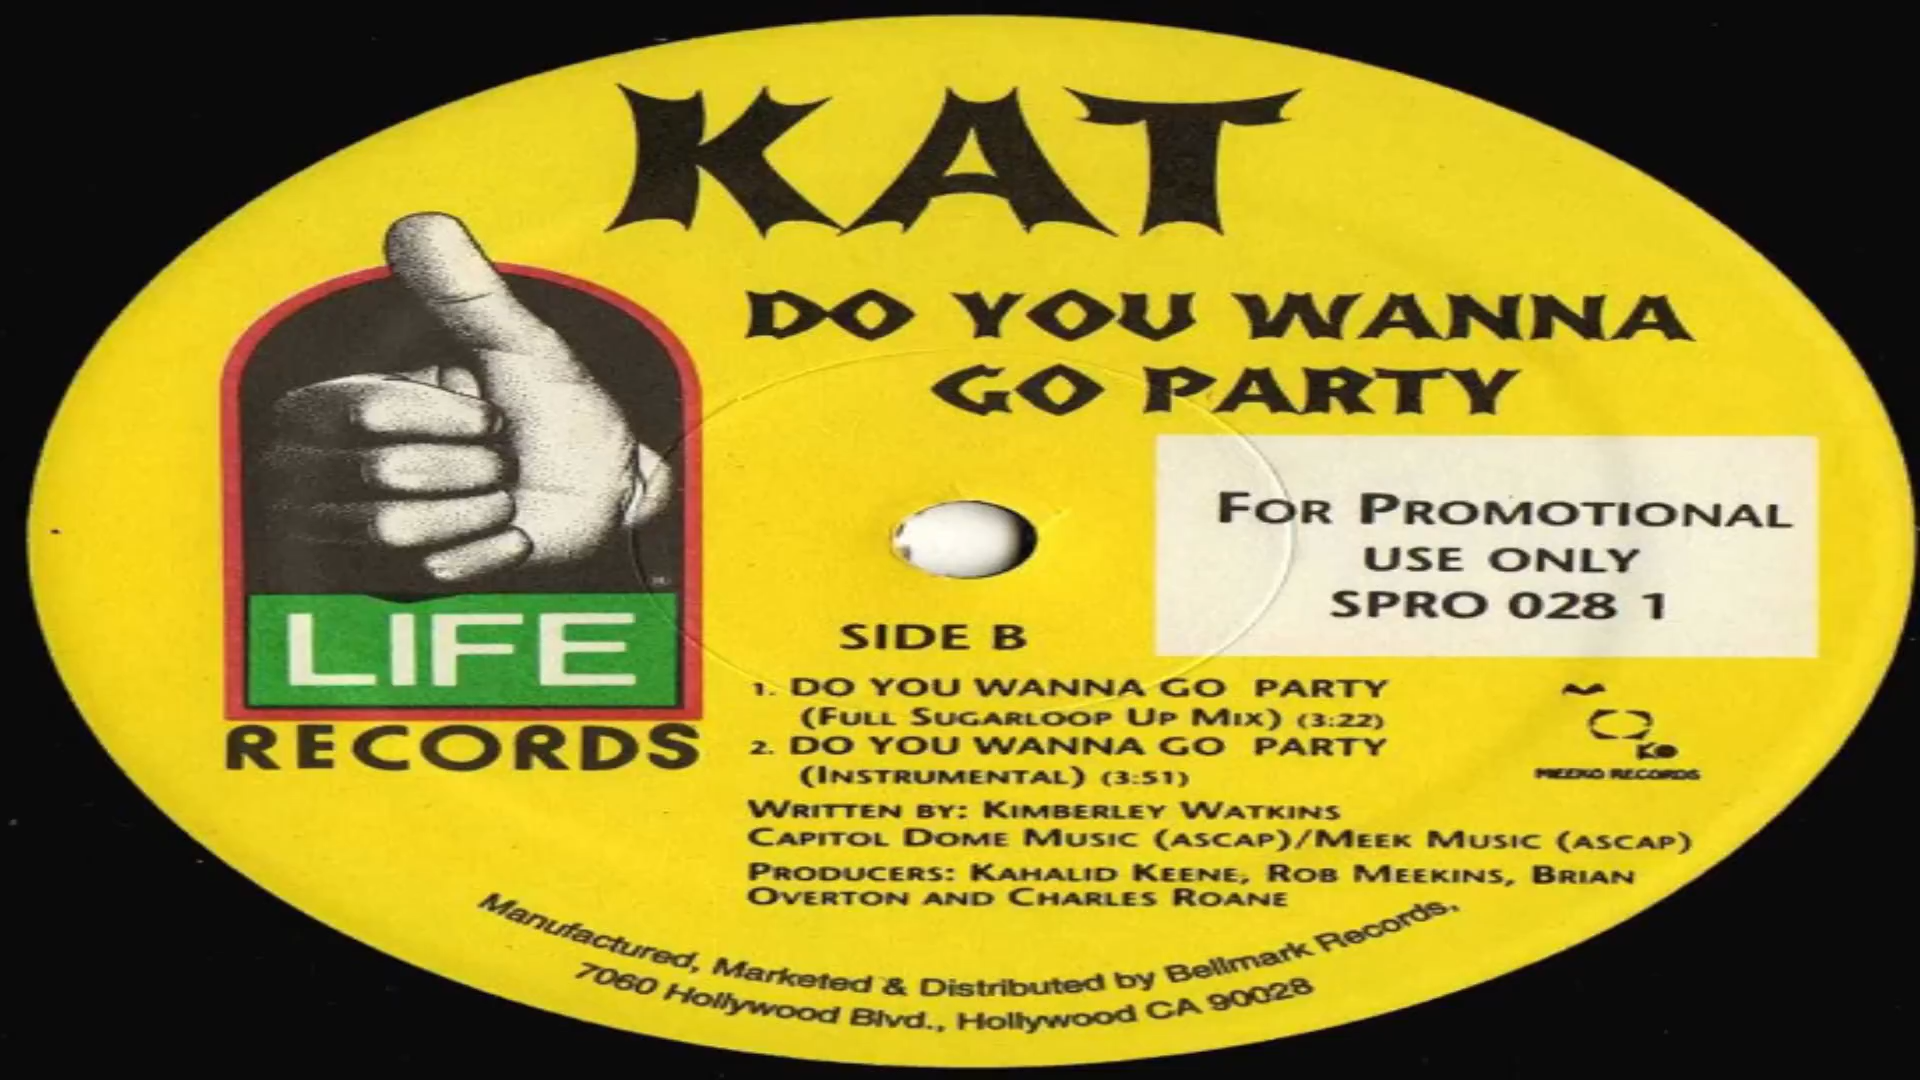 KAT
DO YOU WANNA
GO PARTY
FOR PROMOTIONAL
USE ONLY
SPRO 028 1
LIFE
RECORDS
SIDE B
1. DO YOU WANNA GO PARTY
(FULL SUGARLOOP UP MIX) (3:22)
2. DO YOU WANNA GO PARTY
(INSTRUMENTAL) (3:51)
WRITTEN BY: KIMBERLEY WATKINS
CAPITOL DOME MUSIC (ASCAP)/MEEK MUSIC (ASCAP)
PRODUCERS: KAHALID KEENE, ROB MEEKINS, BRIAN
OVERTON AND CHARLES ROANE
KO
MEEKO RECORDS
Manufactured, Marketed & Distributed by Bellmark Records,
7060 Hollywood Blvd., Hollywood CA 90028